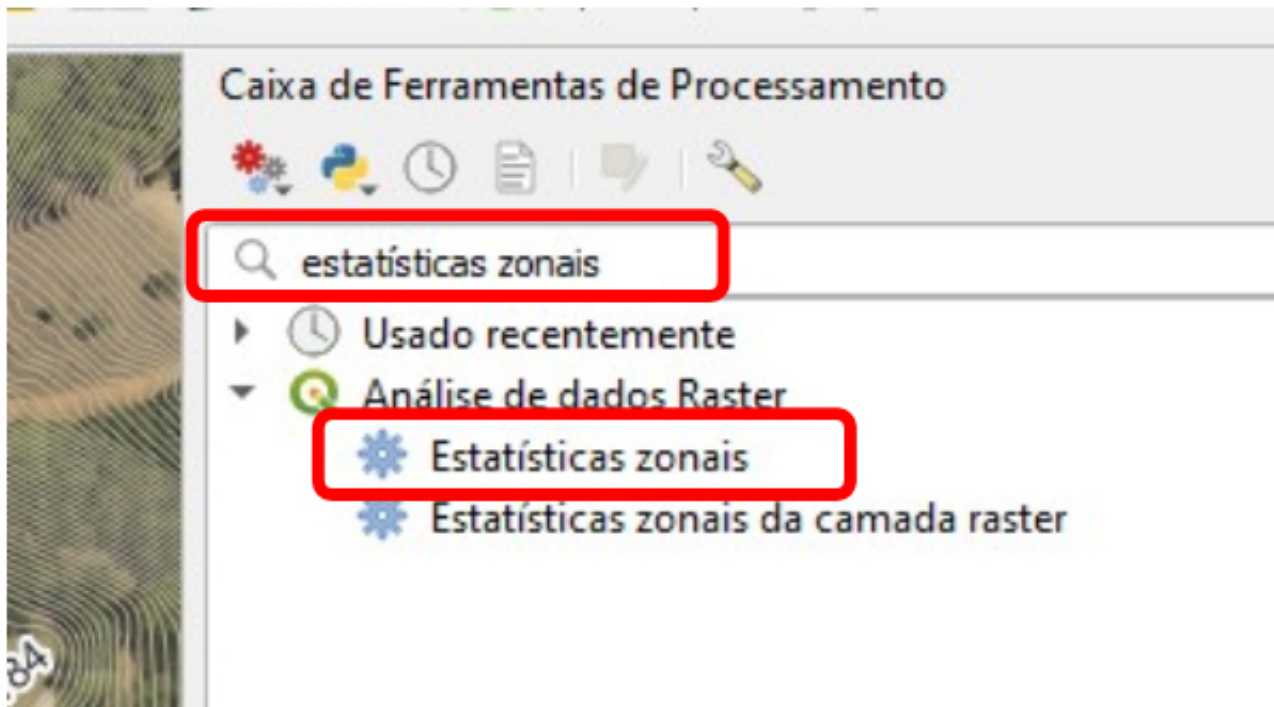 Caixa de Ferramentas de Processamento
estatísticas zonais
Usado recentemente
Análise de dados Raster
Estatísticas zonais
Estatísticas zonais da camada raster